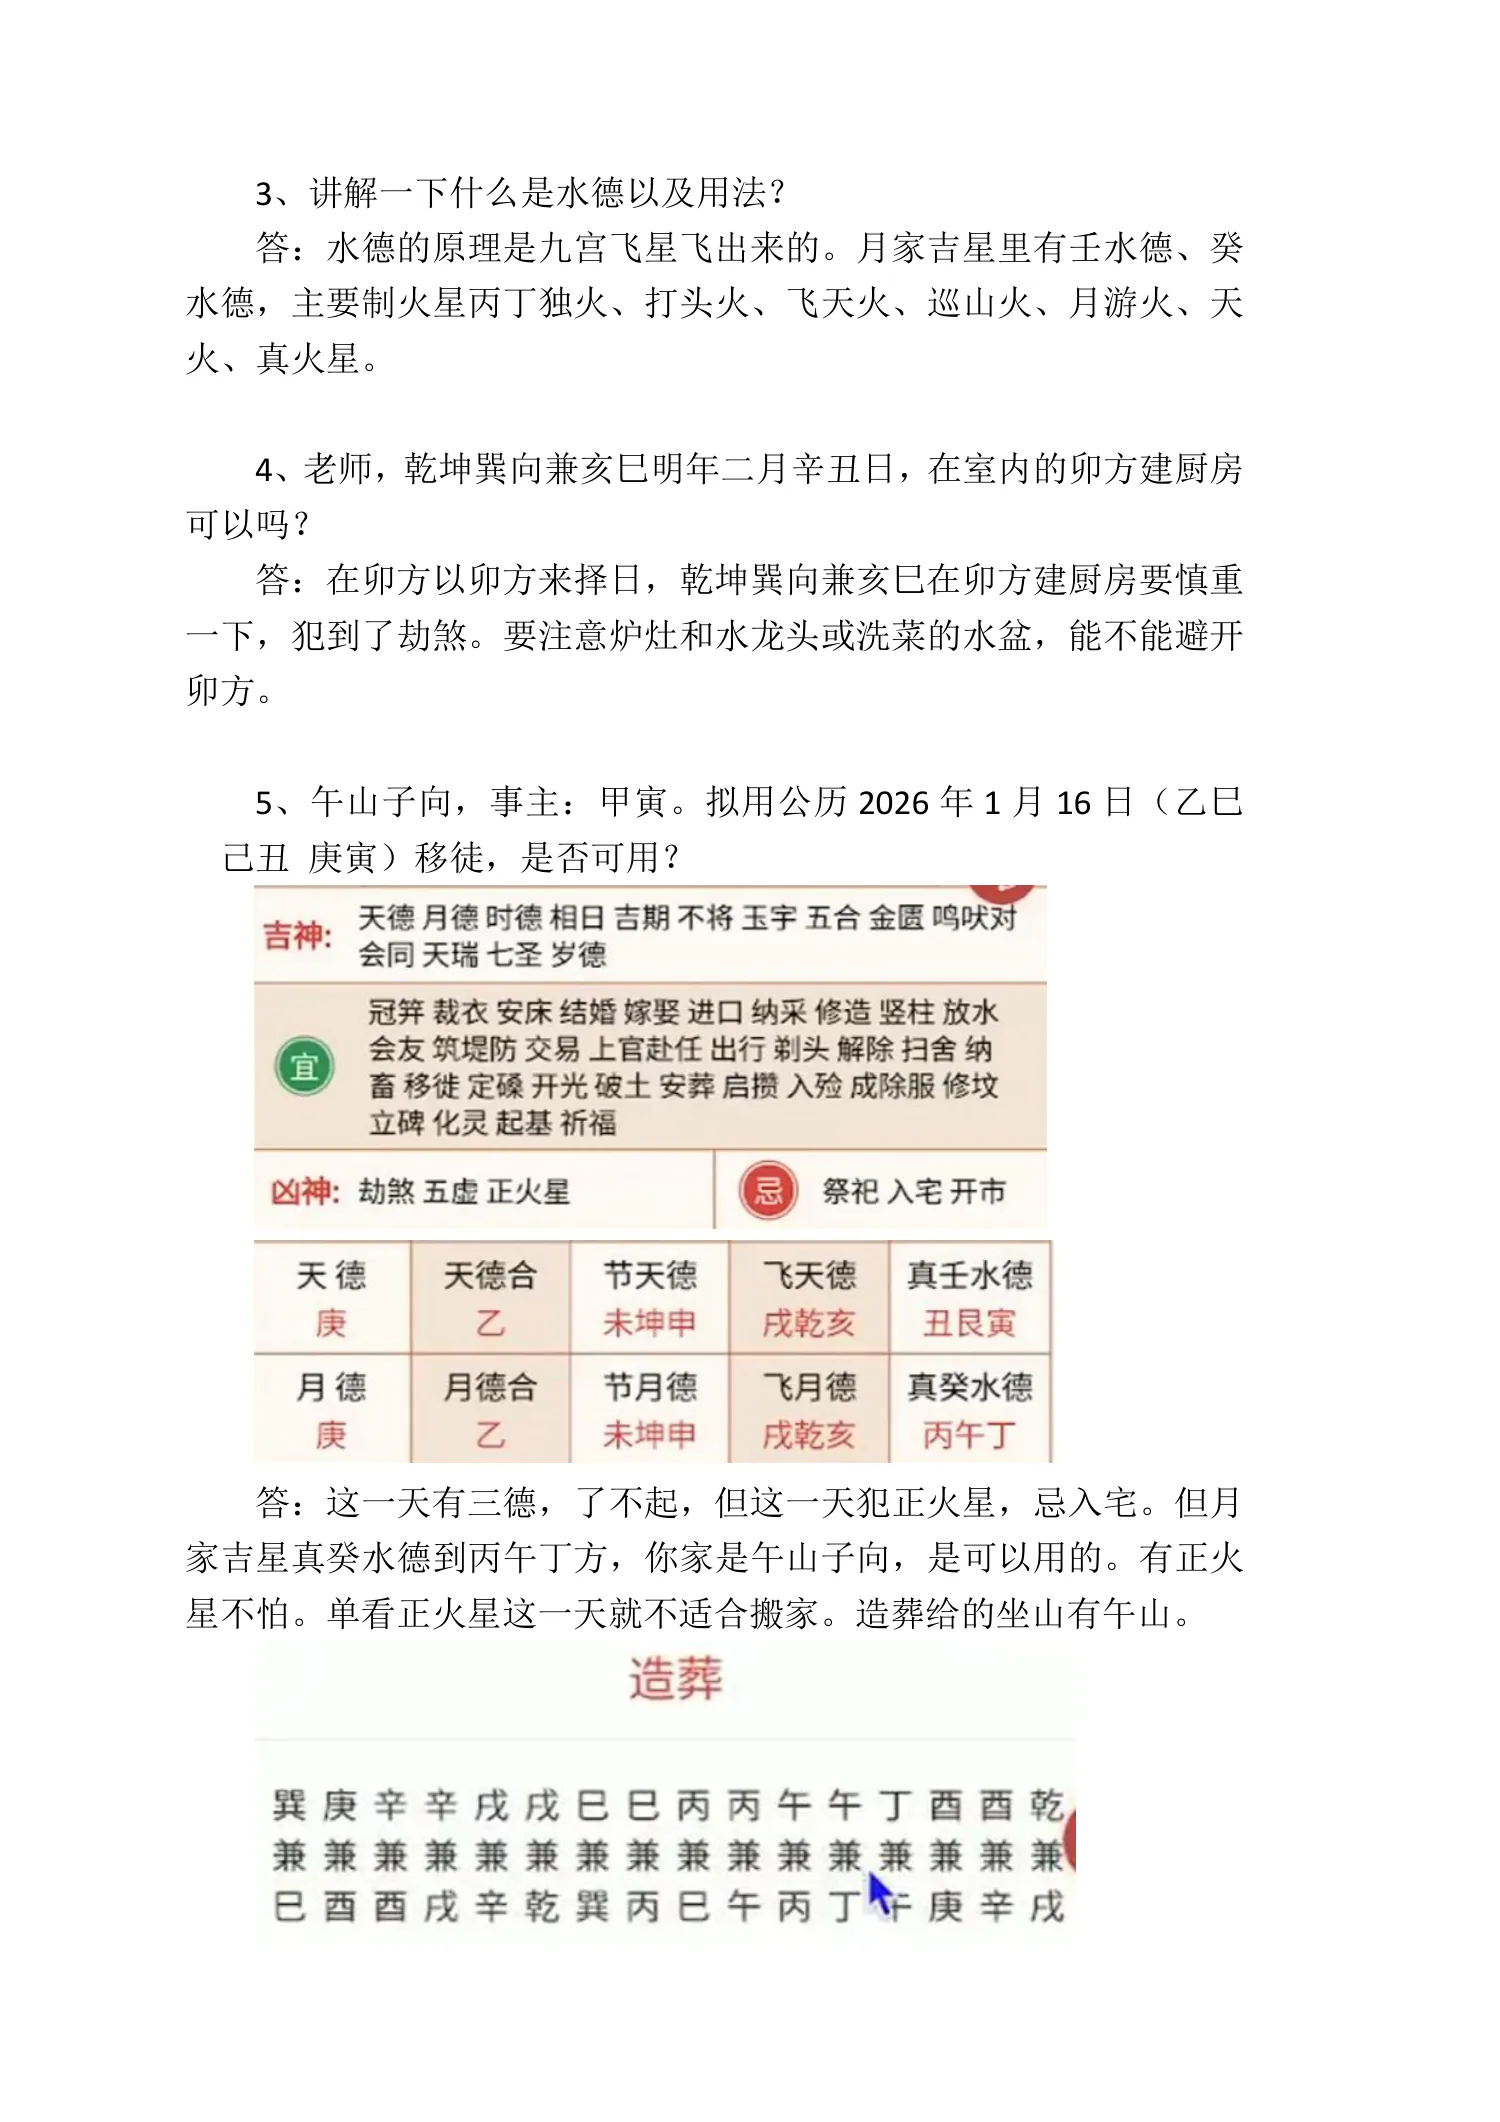 3、讲解一下什么是水德以及用法？
答：水德的原理是九宫飞星飞出来的。月家吉星里有壬水德、癸
水德，主要制火星丙丁独火、打头火、飞天火、巡山火、月游火、天
火、真火星。
4、老师，乾坤巽向兼亥巳明年二月辛丑日，在室内的卯方建厨房
可以吗？
答：在卯方以卯方来择日，乾坤巽向兼亥巳在卯方建厨房要慎重
一下，犯到了劫煞。要注意炉灶和水龙头或洗菜的水盆，能不能避开
卯方。
5、午山子向，事主：甲寅。拟用公历 2026 年 1 月 16 日（乙巳
己丑 庚寅）移徒，是否可用？
吉神: 天德 月德 时德 相日 吉期 不将 玉宇 五合 金匮 鸣吠对
会同 天瑞 七圣 岁德
宜 冠笄 裁衣 安床 结婚 嫁娶 进口 纳采 修造 竖柱 放水
会友 筑堤防 交易 上官赴任 出行 剃头 解除 扫舍 纳
畜 移徙 定磉 开光 破土 安葬 启攒 入殓 成除服 修坟
立碑 化灵 起基 祈福
凶神: 劫煞 五虚 正火星 忌 祭祀 入宅 开市
天德 天德合 节天德 飞天德 真壬水德
庚 乙 未坤申 戌乾亥 丑艮寅
月德 月德合 节月德 飞月德 真癸水德
庚 乙 未坤申 戌乾亥 丙午丁
答：这一天有三德，了不起，但这一天犯正火星，忌入宅。但月
家吉星真癸水德到丙午丁方，你家是午山子向，是可以用的。有正火
星不怕。单看正火星这一天就不适合搬家。造葬给的坐山有午山。
造葬
巽 庚 辛 辛 戌 戌 巳 巳 丙 丙 午 午 丁 酉 酉 乾
兼 兼 兼 兼 兼 兼 兼 兼 兼 兼 兼 兼 兼 兼 兼 兼
巳 酉 酉 戌 辛 乾 巽 丙 巳 午 丙 丁 午 庚 辛 戌